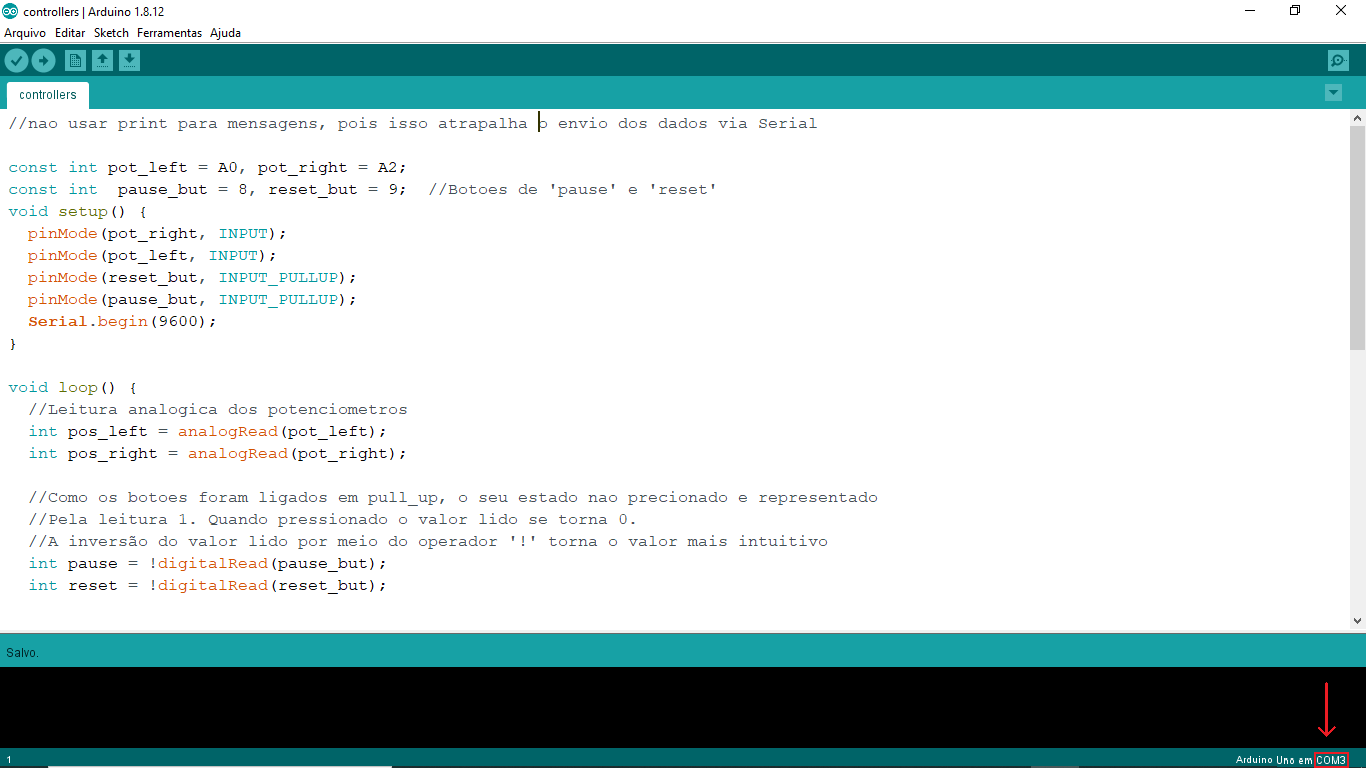 controllers | Arduino 1.8.12
Arquivo Editar Sketch Ferramentas Ajuda
controllers
//nao usar print para mensagens, pois isso atrapalha o envio dos dados via Serial
const int pot_left = A0, pot_right = A2;
const int  pause_but = 8, reset_but = 9;  //Botoes de 'pause' e 'reset'
void setup() {
  pinMode(pot_right, INPUT);
  pinMode(pot_left, INPUT);
  pinMode(reset_but, INPUT_PULLUP);
  pinMode(pause_but, INPUT_PULLUP);
  Serial.begin(9600);
}
void loop() {
  //Leitura analogica dos potenciometros
  int pos_left = analogRead(pot_left);
  int pos_right = analogRead(pot_right);
  //Como os botoes foram ligados em pull_up, o seu estado nao precionado e representado
  //Pela leitura 1. Quando pressionado o valor lido se torna 0.
  //A inversão do valor lido por meio do operador '!' torna o valor mais intuitivo
  int pause = !digitalRead(pause_but);
  int reset = !digitalRead(reset_but);
Salvo.
1
Arduino Uno em COM3